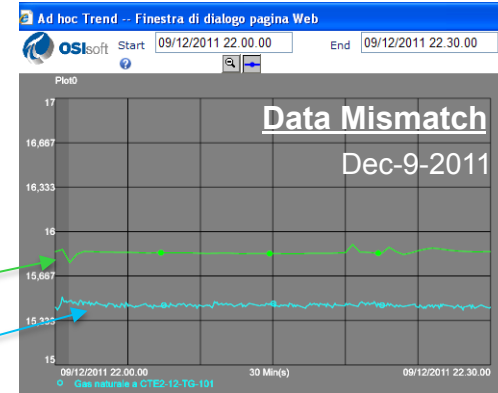 Ad hoc Trend -- Finestra di dialogo pagina Web
OSIsoft Start 09/12/2011 22.00.00 End 09/12/2011 22.30.00
?
Plot0
17
Data Mismatch
16,667
Dec-9-2011
16,333
16
15,667
15,333
15
09/12/2011 22.00.00 30 Min(s) 09/12/2011 22.30.00
Gas naturale a CTE2-12-TG-101